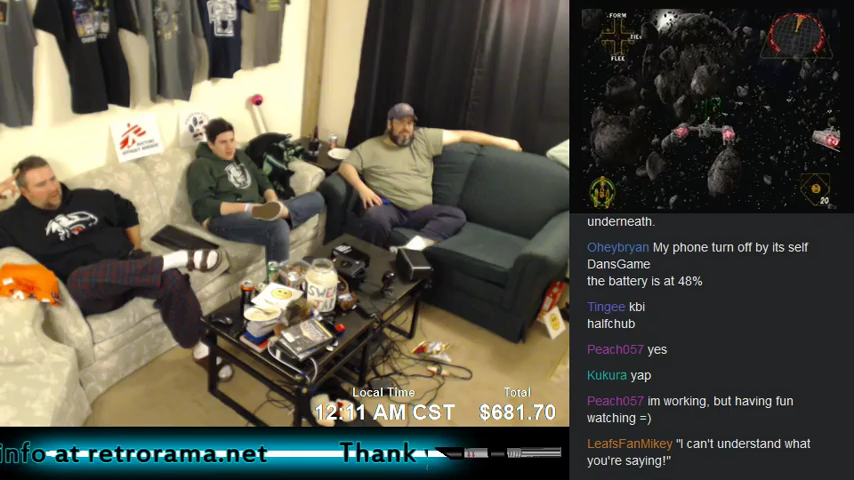 FORM
TIEs
FLEE
20
underneath.
Oheybryan My phone turn off by its self
DansGame
the battery is at 48%
Tingee kbi
halfchub
Peach057 yes
Kukura yap
Peach057 im working, but having fun
watching =)
LeafsFanMikey "I can't understand what
you're saying!"
SWEAR
Local Time
12:11 AM CST
Total
$681.70
info at retrorama.net
Thank